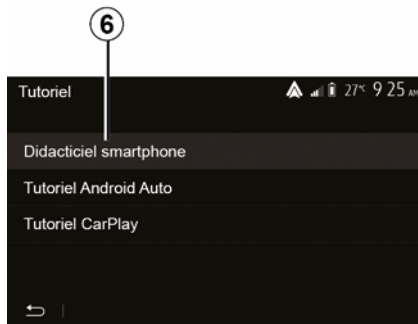 6
Tutoriel 27°C 9 25 AM
Didacticiel smartphone
Tutoriel Android Auto
Tutoriel CarPlay